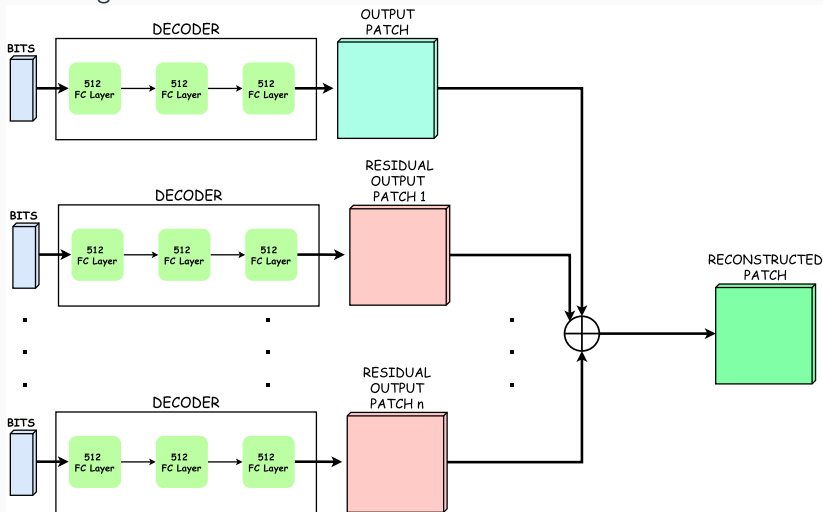 OUTPUT
PATCH
DECODER
BITS
512
FC Layer
512
FC Layer
512
FC Layer
RESIDUAL
OUTPUT
PATCH 1
DECODER
BITS
512
FC Layer
512
FC Layer
512
FC Layer
RECONSTRUCTED
PATCH
RESIDUAL
OUTPUT
PATCH n
DECODER
BITS
512
FC Layer
512
FC Layer
512
FC Layer